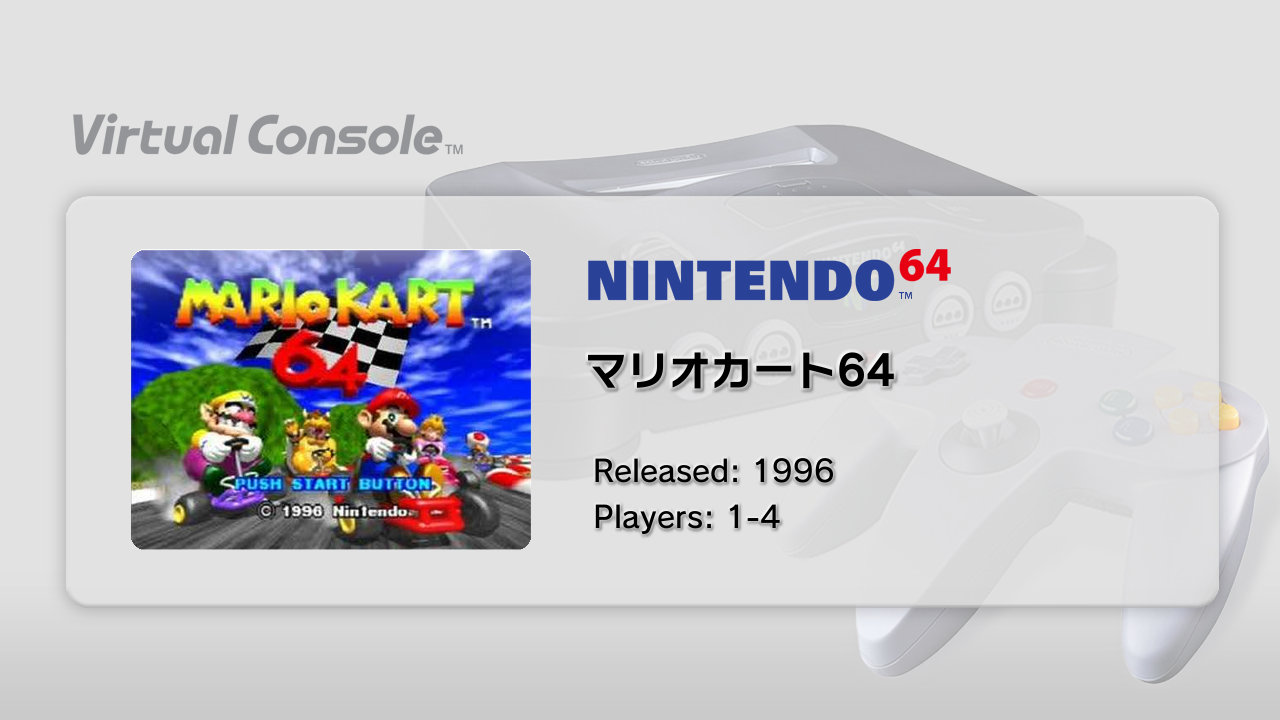 Virtual Console™
MARIO KART™
64
PUSH START BUTTON
© 1996 Nintendo
NINTENDO64™
マリオカート64
Released: 1996
Players: 1-4